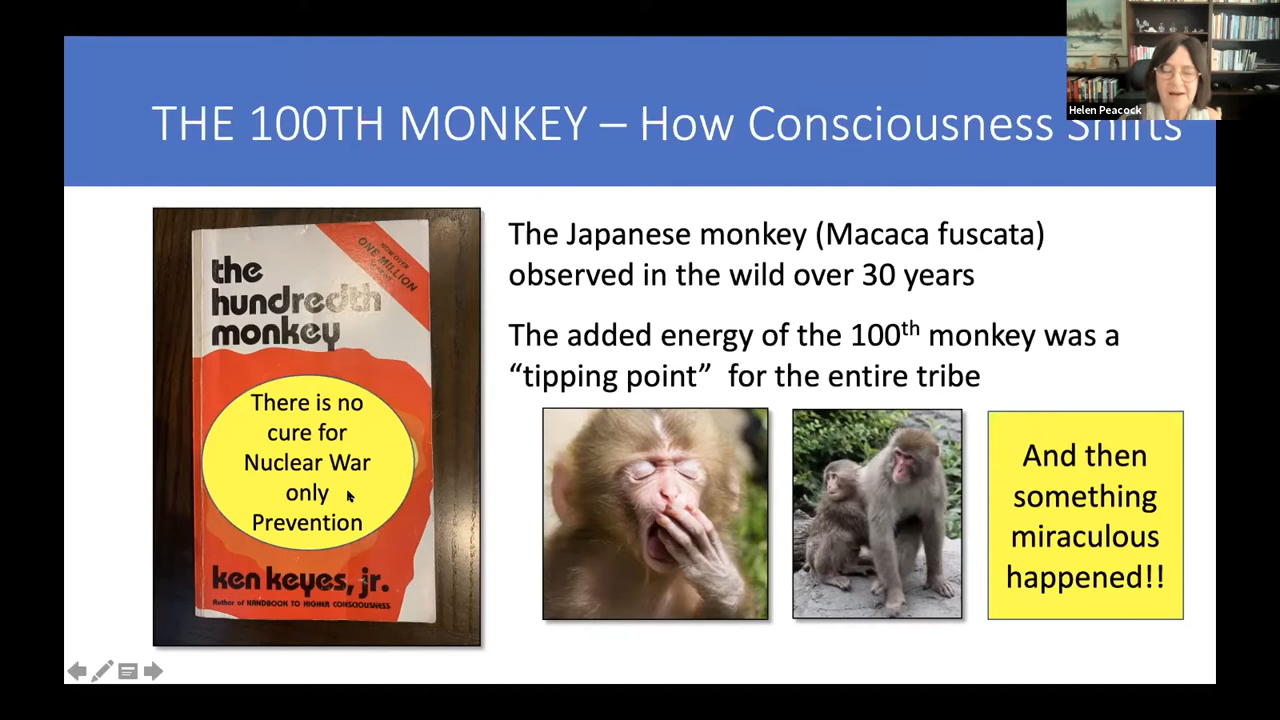 Helen Peacock
THE 100TH MONKEY – How Consciousness Shifts
the
hundredth
monkey
NOW OVER
ONE MILLION
There is no
cure for
Nuclear War
only
Prevention
ken keyes, jr.
Author of HANDBOOK TO HIGHER CONSCIOUSNESS
The Japanese monkey (Macaca fuscata)
observed in the wild over 30 years
The added energy of the 100th monkey was a
“tipping point”  for the entire tribe
And then
something
miraculous
happened!!